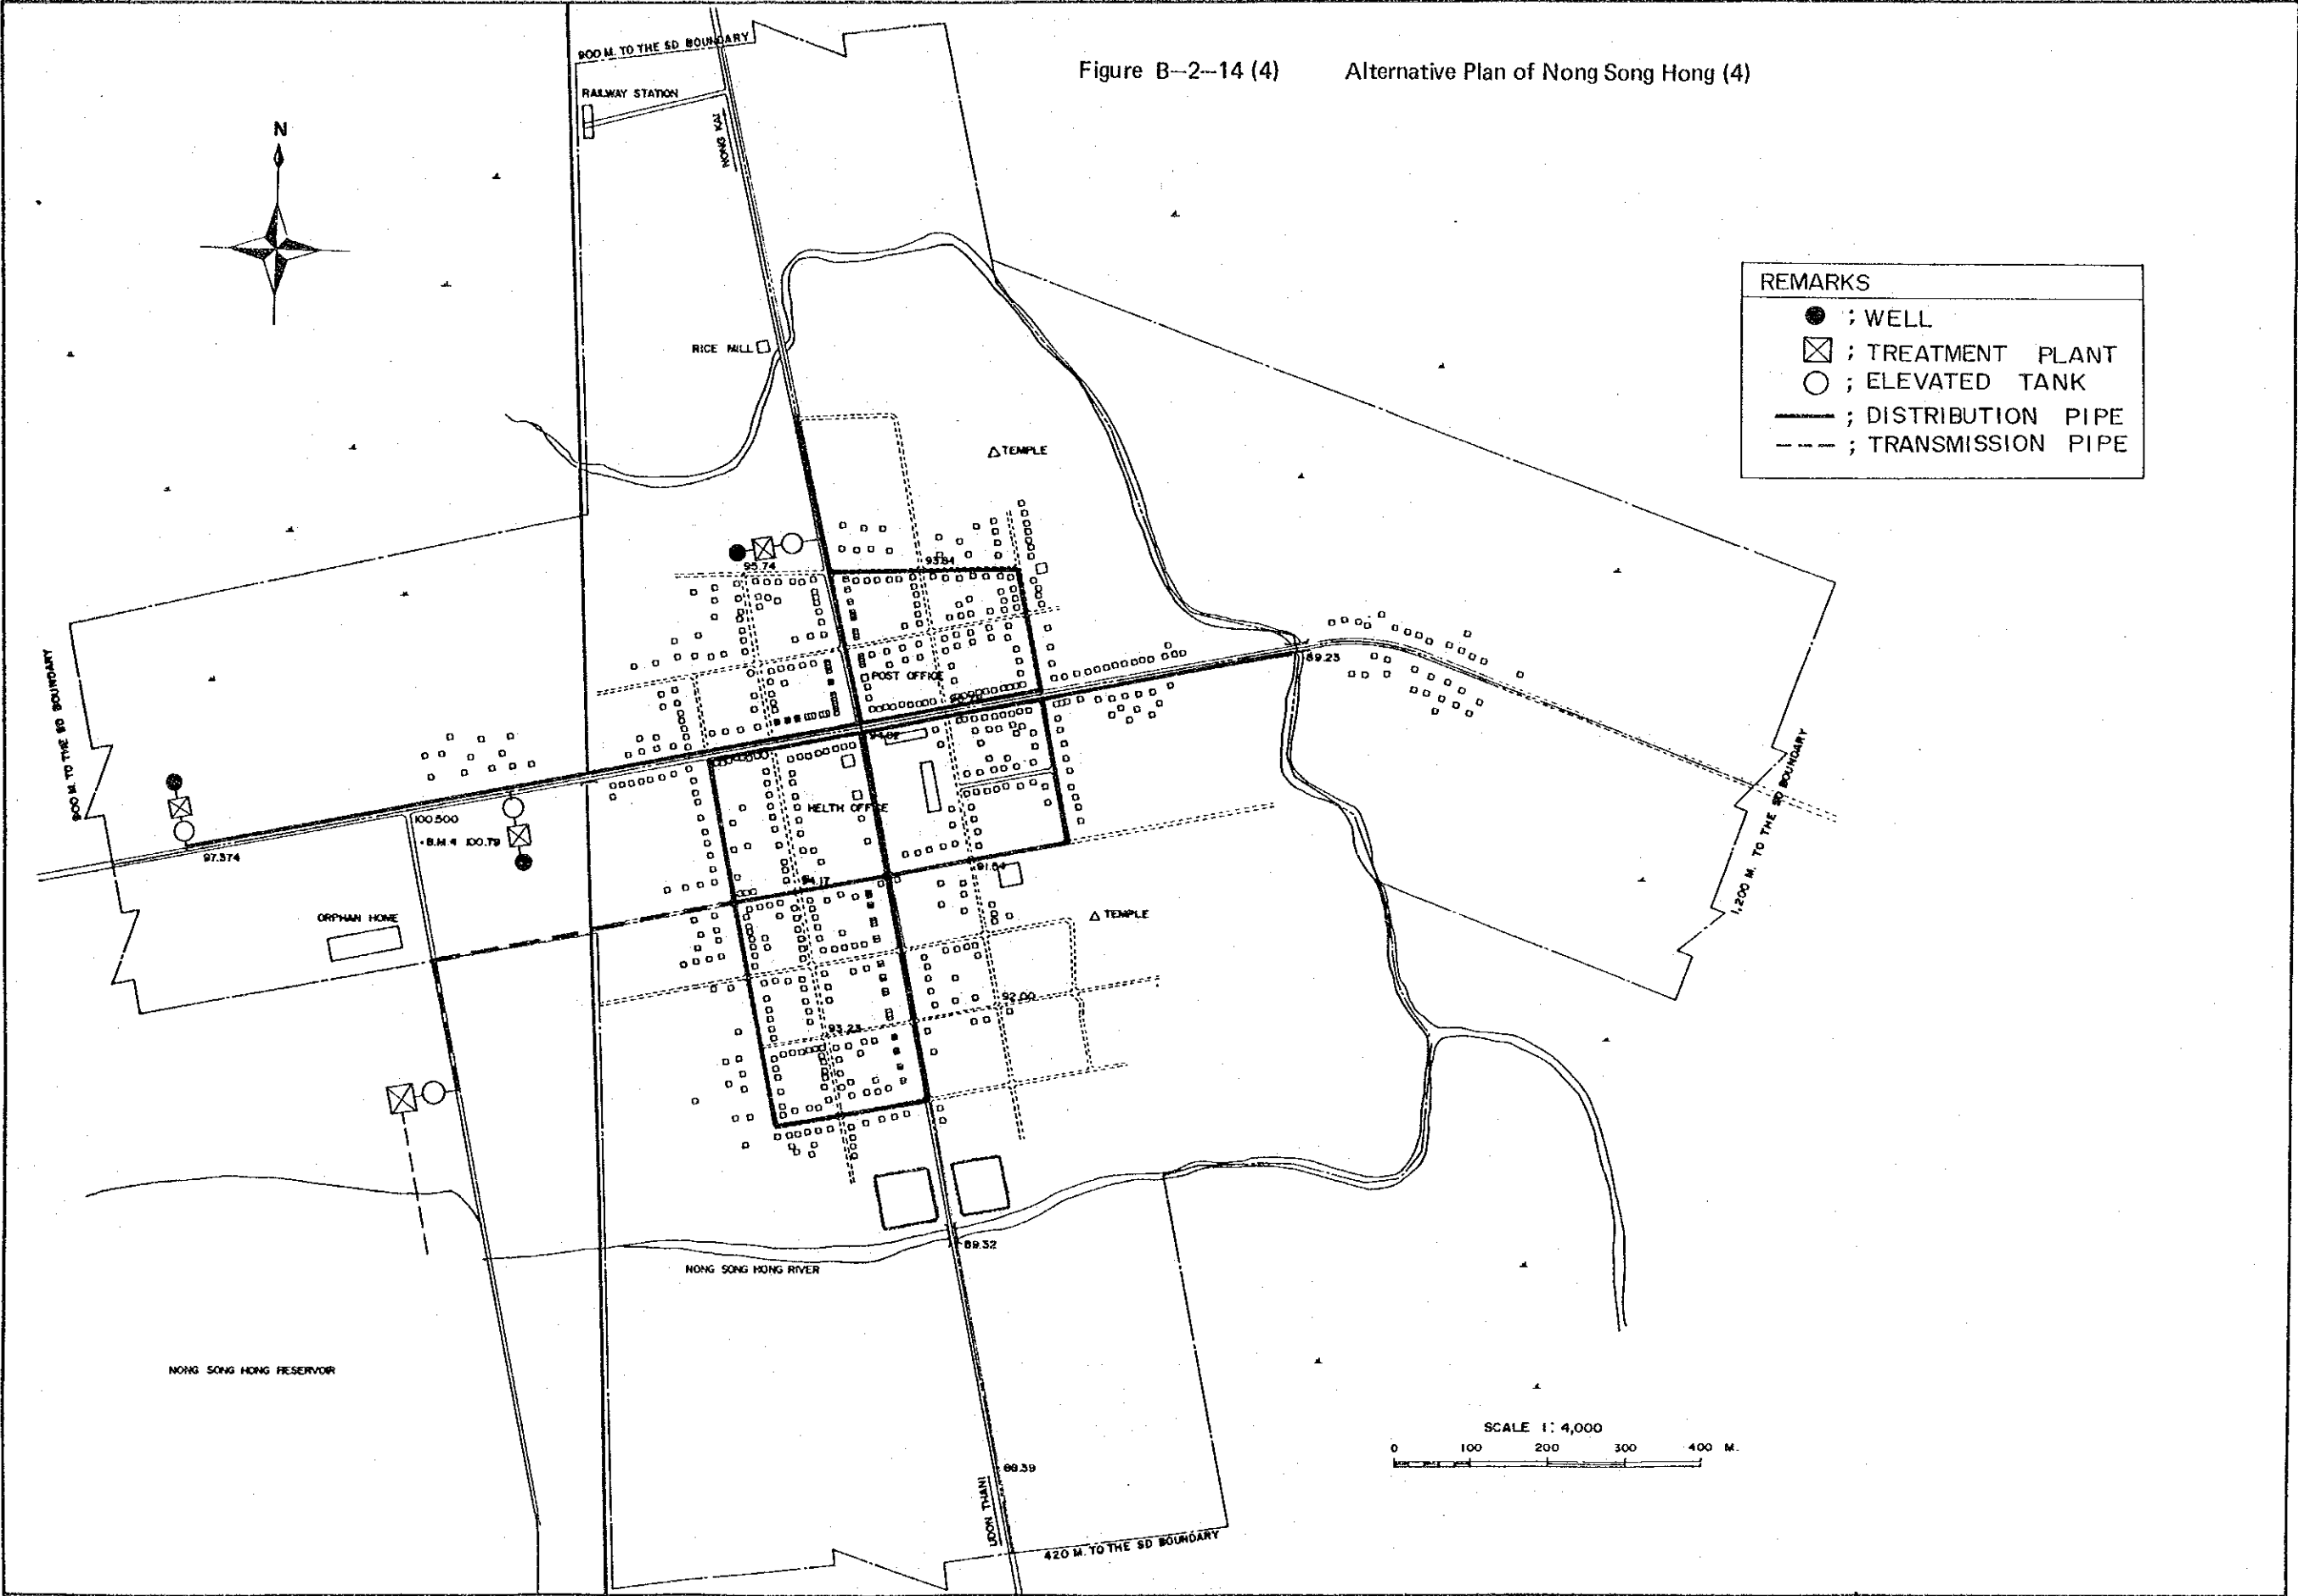 Figure B-2-14 (4) Alternative Plan of Nong Song Hong (4)
900 M. TO THE SD BOUNDARY
RAILWAY STATION
NONG KAI
N
REMARKS
; WELL
; TREATMENT PLANT
; ELEVATED TANK
; DISTRIBUTION PIPE
; TRANSMISSION PIPE
RICE MILL
TEMPLE
95.74
93.84
89.23
POST OFFICE
900 M. TO THE SD BOUNDARY
94.02
HELTH OFFICE
100.500
B.M.4 100.79
97.374
91.64
94.17
ORPHAN HOME
TEMPLE
1,200 M. TO THE SD BOUNDARY
92.00
93.23
89.32
NONG SONG HONG RIVER
NONG SONG HONG RESERVOIR
SCALE 1:4,000
0 100 200 300 400 M.
UDON THANI
420 M. TO THE SD BOUNDARY